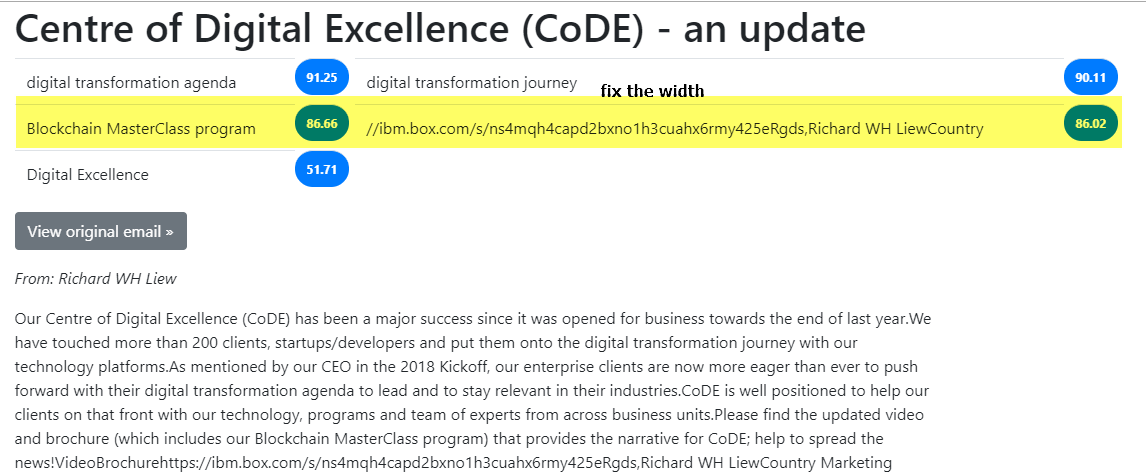 Centre of Digital Excellence (CoDE) - an update
digital transformation agenda 91.25 digital transformation journey 90.11
fix the width
Blockchain MasterClass program 86.66 //ibm.box.com/s/ns4mqh4capd2bxno1h3cuahx6rmy425eRgds,Richard WH LiewCountry 86.02
Digital Excellence 51.71
View original email »
From: Richard WH Liew
Our Centre of Digital Excellence (CoDE) has been a major success since it was opened for business towards the end of last year.We
have touched more than 200 clients, startups/developers and put them onto the digital transformation journey with our
technology platforms.As mentioned by our CEO in the 2018 Kickoff, our enterprise clients are now more eager than ever to push
forward with their digital transformation agenda to lead and to stay relevant in their industries.CoDE is well positioned to help our
clients on that front with our technology, programs and team of experts from across business units.Please find the updated video
and brochure (which includes our Blockchain MasterClass program) that provides the narrative for CoDE; help to spread the
news!VideoBrochurehttps://ibm.box.com/s/ns4mqh4capd2bxno1h3cuahx6rmy425eRgds,Richard WH LiewCountry Marketing